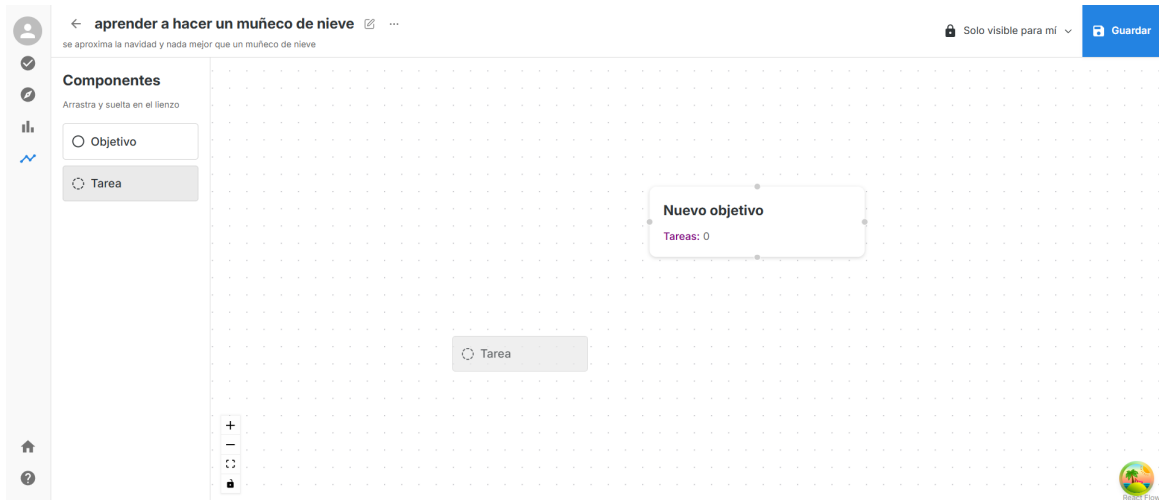 aprender a hacer un muñeco de nieve
se aproxima la navidad y nada mejor que un muñeco de nieve
Solo visible para mí
Guardar
Componentes
Arrastra y suelta en el lienzo
Objetivo
Tarea
Nuevo objetivo
Tareas: 0
Tarea
React Flow